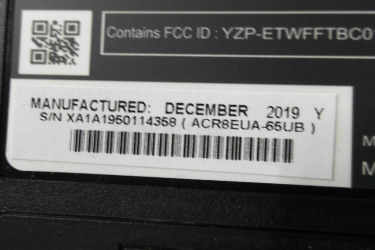 Contains FCC ID : YZP-ETWFFTBC0
MANUFACTURED: DECEMBER 2019 Y
S/N XA1A1950114358 ( ACR8EUA-65UB )
M
M